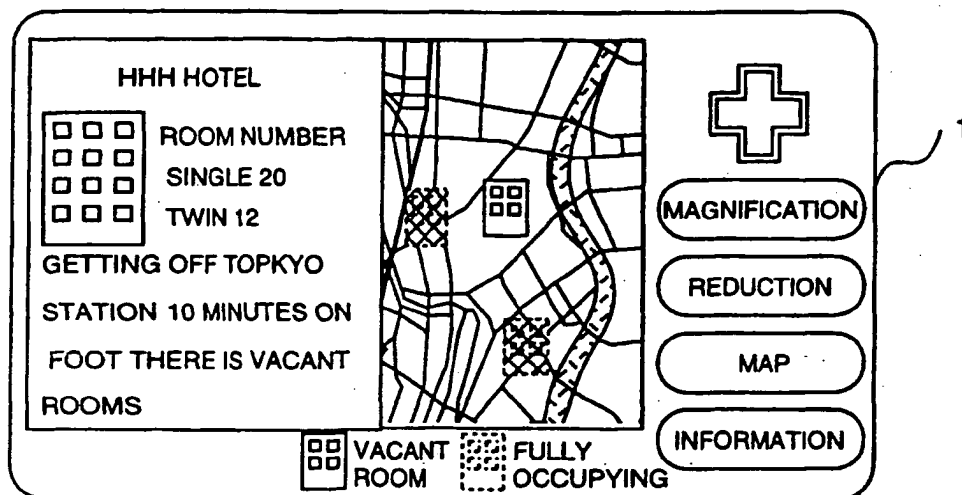 HHH HOTEL
ROOM NUMBER
SINGLE 20
TWIN 12
GETTING OFF TOPKYO
STATION 10 MINUTES ON
FOOT THERE IS VACANT
ROOMS
MAGNIFICATION
REDUCTION
MAP
INFORMATION
VACANT
ROOM
FULLY
OCCUPYING